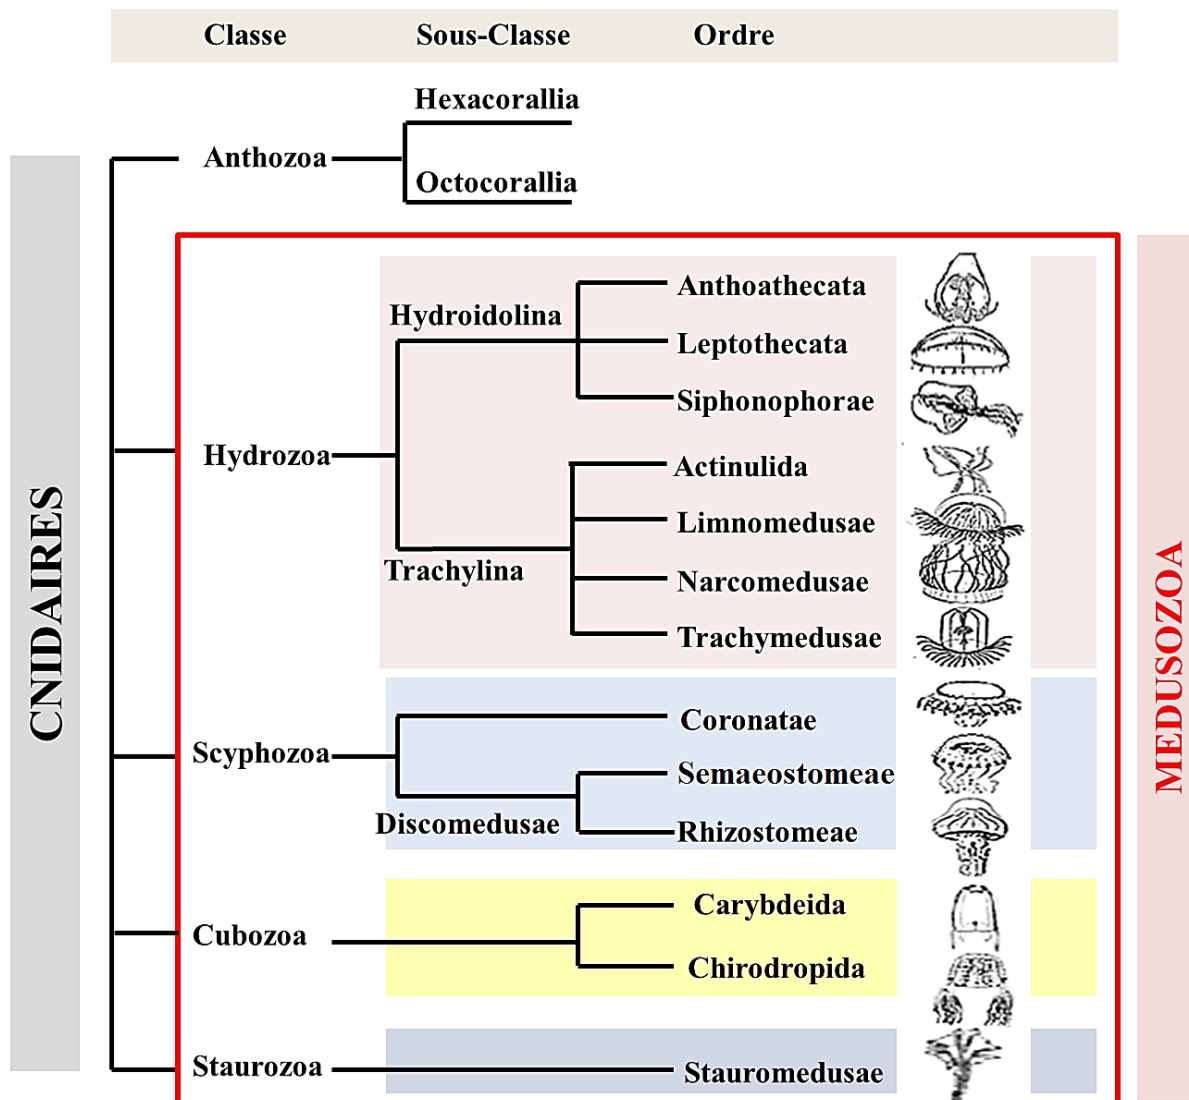 Classe Sous-Classe Ordre
Hexacorallia
Anthozoa
Octocorallia
CNIDAIRES
MEDUSOZOA
Hydrozoa
Hydroidolina
Anthoathecata
Leptothecata
Siphonophorae
Trachylina
Actinulida
Limnomedusae
Narcomedusae
Trachymedusae
Scyphozoa
Coronatae
Discomedusae
Semaeostomeae
Rhizostomeae
Cubozoa
Carybdeida
Chirodropida
Staurozoa
Stauromedusae